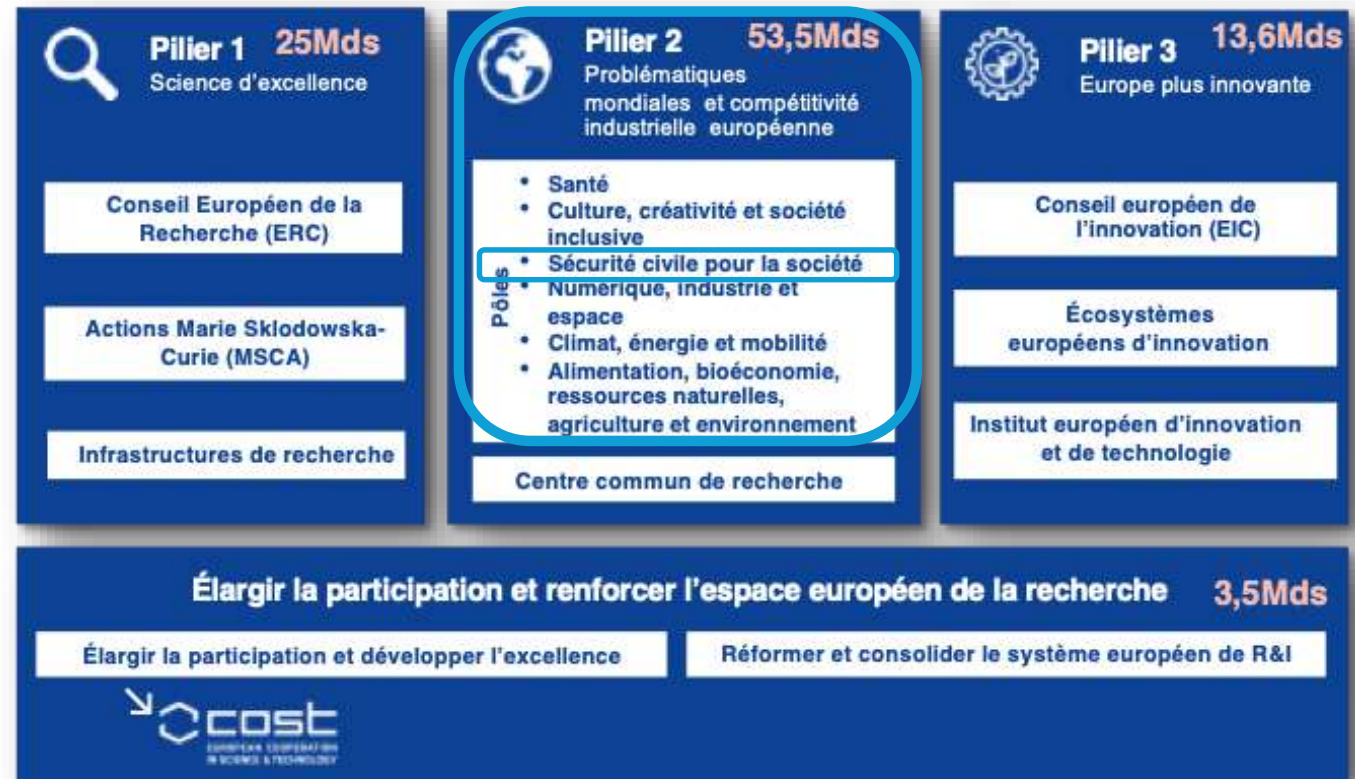 Pilier 1 25Mds
Science d'excellence
Conseil Européen de la
Recherche (ERC)
Actions Marie Sklodowska-
Curie (MSCA)
Infrastructures de recherche
Pilier 2 53,5Mds
Problématiques
mondiales et compétitivité
industrielle européenne
Pôles
• Santé
• Culture, créativité et société
inclusive
• Sécurité civile pour la société
• Numérique, industrie et
espace
• Climat, énergie et mobilité
• Alimentation, bioéconomie,
ressources naturelles,
agriculture et environnement
Centre commun de recherche
Pilier 3 13,6Mds
Europe plus innovante
Conseil européen de
l'innovation (EIC)
Écosystèmes
européens d'innovation
Institut européen d'innovation
et de technologie
Élargir la participation et renforcer l'espace européen de la recherche 3,5Mds
Élargir la participation et développer l'excellence
Réformer et consolider le système européen de R&I
cost
EUROPEAN COOPERATION
IN SCIENCE & TECHNOLOGY